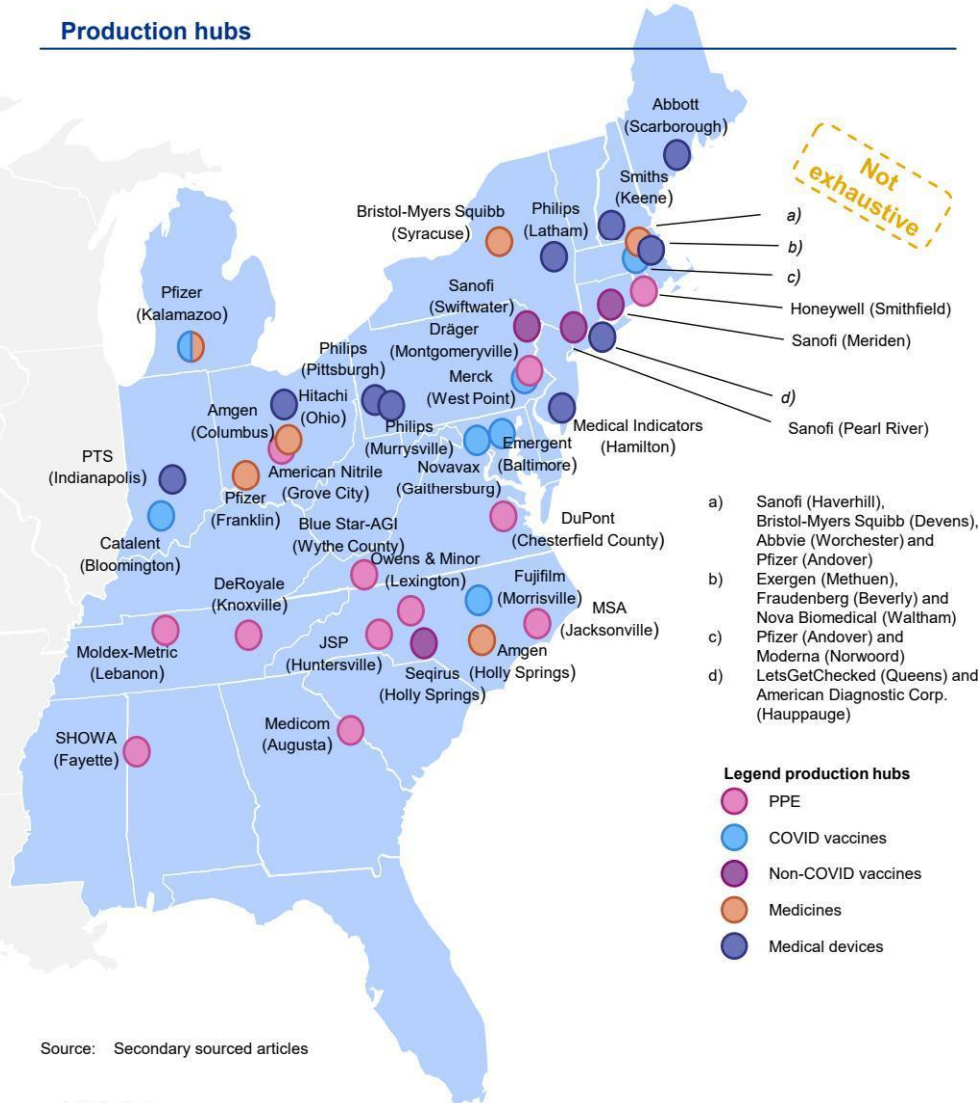 Production hubs
Abbott
(Scarborough)
Not
exhaustive
Smiths
(Keene)
Bristol-Myers Squibb
(Syracuse)
Philips
(Latham)
a)
b)
c)
Honeywell (Smithfield)
Sanofi (Meriden)
d)
Sanofi (Pearl River)
Pfizer
(Kalamazoo)
Sanofi
(Swiftwater)
Dräger
(Montgomeryville)
Merck
(West Point)
Philips
(Pittsburgh)
Hitachi
(Ohio)
Amgen
(Columbus)
Philips
(Murrysville)
Emergent
(Baltimore)
Medical Indicators
(Hamilton)
PTS
(Indianapolis)
American Nitrile
(Grove City)
Novavax
(Gaithersburg)
Pfizer
(Franklin)
Catalent
(Bloomington)
Blue Star-AGI
(Wythe County)
DuPont
(Chesterfield County)
Owens & Minor
(Lexington)
DeRoyale
(Knoxville)
Fujifilm
(Morrisville)
MSA
(Jacksonville)
Moldex-Metric
(Lebanon)
JSP
(Huntersville)
Seqirus
(Holly Springs)
Amgen
(Holly Springs)
Medicom
(Augusta)
SHOWA
(Fayette)
a) Sanofi (Haverhill),
Bristol-Myers Squibb (Devens),
Abbvie (Worchester) and
Pfizer (Andover)
b) Exergen (Methuen),
Fraudenberg (Beverly) and
Nova Biomedical (Waltham)
c) Pfizer (Andover) and
Moderna (Norwoord)
d) LetsGetChecked (Queens) and
American Diagnostic Corp.
(Hauppauge)
Legend production hubs
PPE
COVID vaccines
Non-COVID vaccines
Medicines
Medical devices
Source: Secondary sourced articles